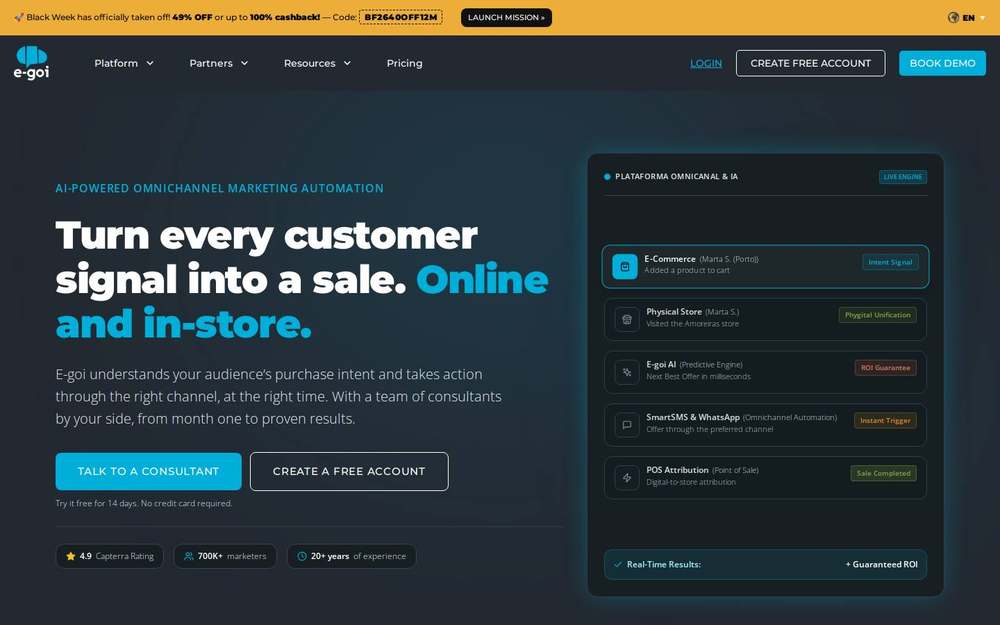 🚀 Black Week has officially taken off! 49% OFF or up to 100% cashback! — Code: BF2640OFF12M LAUNCH MISSION »
EN
e-goi
Platform Partners Resources Pricing
LOGIN CREATE FREE ACCOUNT BOOK DEMO
AI-POWERED OMNICHANNEL MARKETING AUTOMATION
Turn every customer
signal into a sale. Online
and in-store.
E-goi understands your audience's purchase intent and takes action
through the right channel, at the right time. With a team of consultants
by your side, from month one to proven results.
TALK TO A CONSULTANT CREATE A FREE ACCOUNT
Try it free for 14 days. No credit card required.
4.9 Capterra Rating 700K+ marketers 20+ years of experience
PLATAFORMA OMNICANAL & IA LIVE ENGINE
E-Commerce (Marta S. (Porto)) Intent Signal
Added a product to cart
Physical Store (Marta S.) Phygital Unification
Visited the Amoreiras store
E-goi AI (Predictive Engine) ROI Guarantee
Next Best Offer in milliseconds
SmartSMS & WhatsApp (Omnichannel Automation) Instant Trigger
Offer through the preferred channel
POS Attribution (Point of Sale) Sale Completed
Digital-to-store attribution
Real-Time Results: + Guaranteed ROI